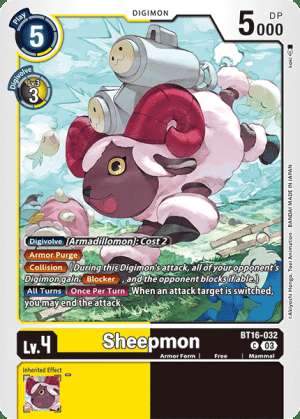 DIGIMON
Play
5
DP
5000
Digivolve
Lv.3
3
Digivolve [Armadillomon]: Cost 2
Armor Purge
Collision (During this Digimon's attack, all of your opponent's
Digimon gain Blocker, and the opponent blocks if able.)
All Turns Once Per Turn When an attack target is switched,
you may end the attack.
Lv.4
Sheepmon
BT16-032
C 03
Armor Form Free Mammal
Inherited Effect
-